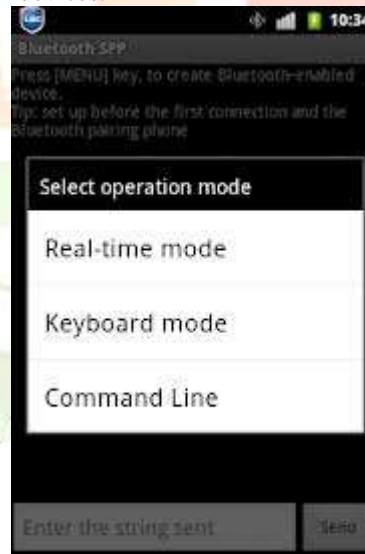 10:34
Bluetooth SPP
Press [MENU] key, to create Bluetooth-enabled
device.
Tip: set up before the first connection and the
Bluetooth pairing phone
Select operation mode
Real-time mode
Keyboard mode
Command Line
Enter the string sent
Send